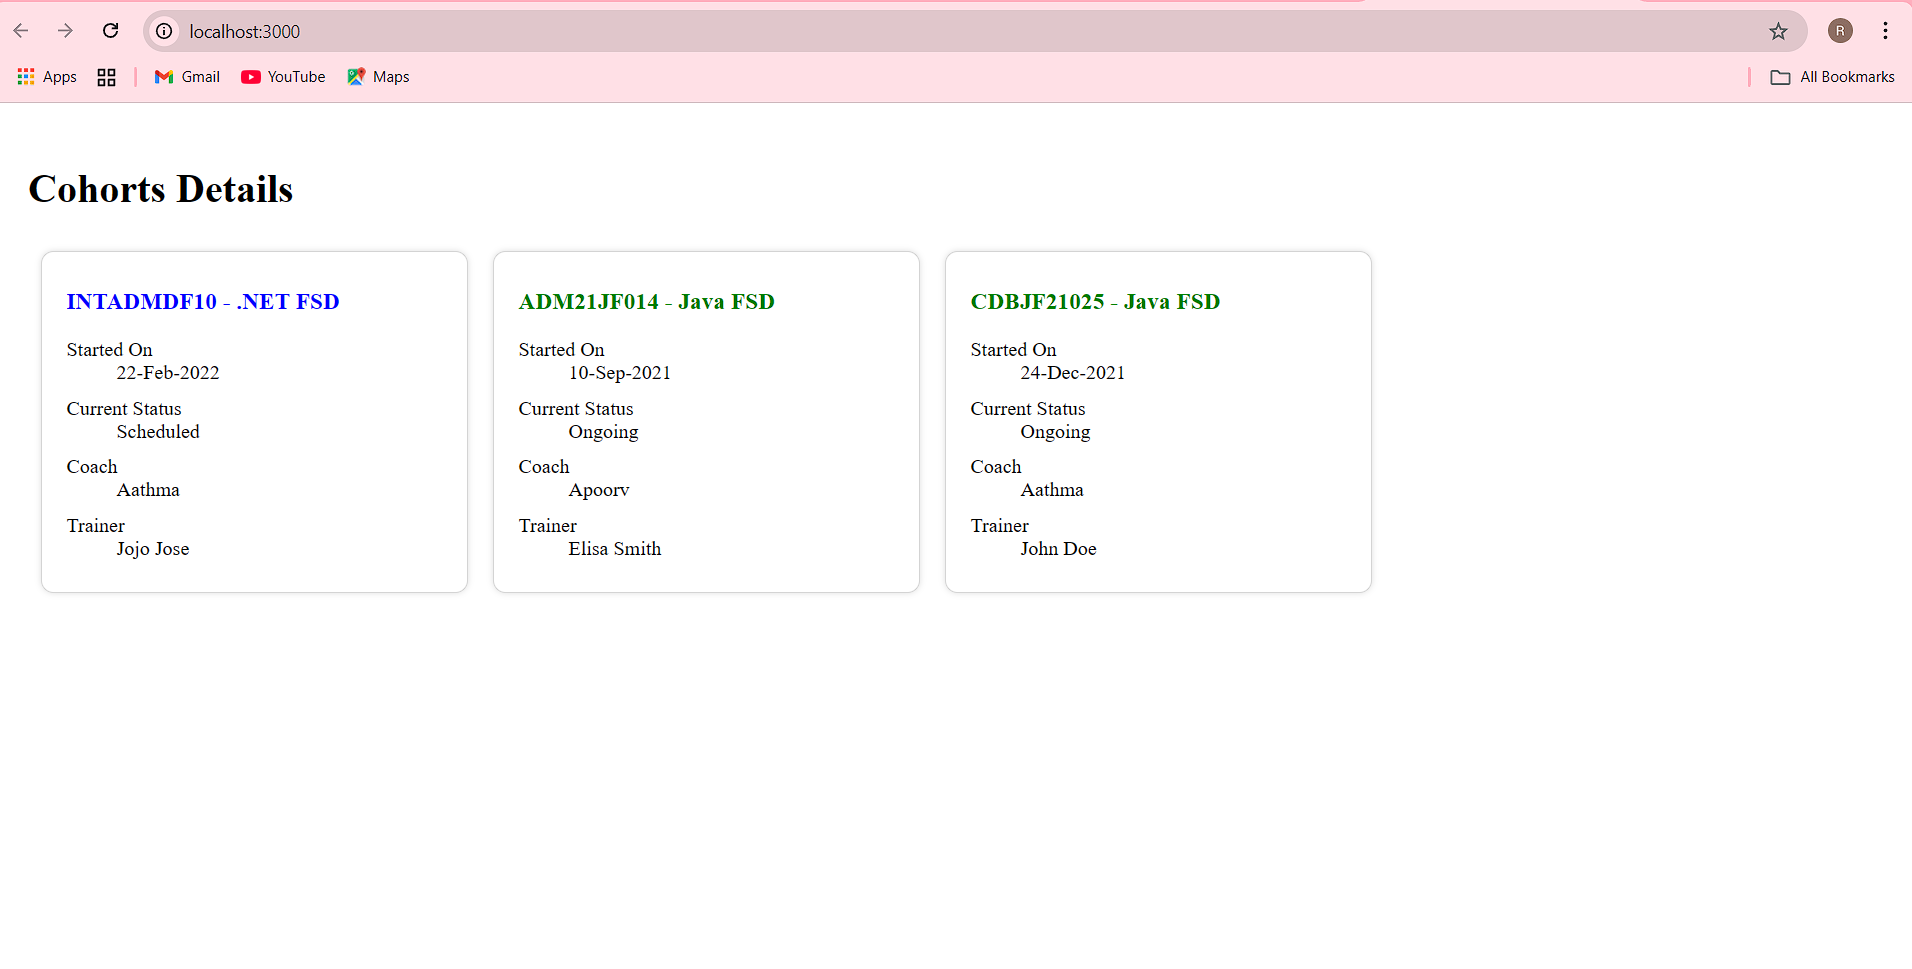 localhost:3000
R
Apps Gmail YouTube Maps All Bookmarks
Cohorts Details
INTADMDF10 - .NET FSD
Started On
22-Feb-2022
Current Status
Scheduled
Coach
Aathma
Trainer
Jojo Jose
ADM21JF014 - Java FSD
Started On
10-Sep-2021
Current Status
Ongoing
Coach
Apoorv
Trainer
Elisa Smith
CDBJF21025 - Java FSD
Started On
24-Dec-2021
Current Status
Ongoing
Coach
Aathma
Trainer
John Doe